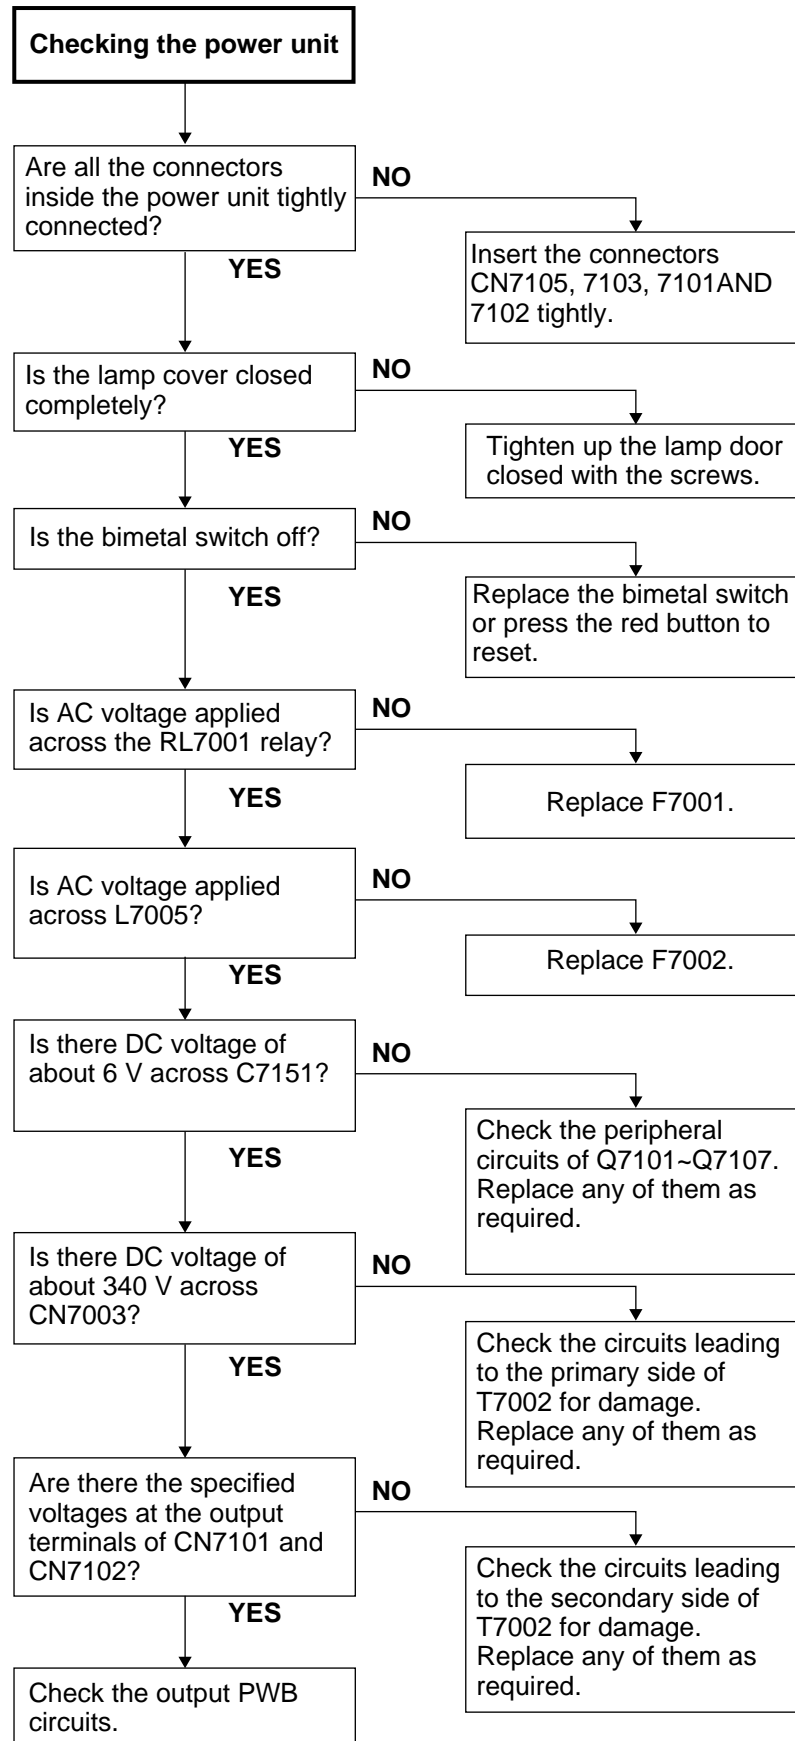 Checking the power unit
Are all the connectors
inside the power unit tightly
connected?
NO
YES
Insert the connectors
CN7105, 7103, 7101AND
7102 tightly.
Is the lamp cover closed
completely?
NO
YES
Tighten up the lamp door
closed with the screws.
Is the bimetal switch off?
NO
YES
Replace the bimetal switch
or press the red button to
reset.
Is AC voltage applied
across the RL7001 relay?
NO
YES
Replace F7001.
Is AC voltage applied
across L7005?
NO
YES
Replace F7002.
Is there DC voltage of
about 6 V across C7151?
NO
YES
Check the peripheral
circuits of Q7101~Q7107.
Replace any of them as
required.
Is there DC voltage of
about 340 V across
CN7003?
NO
YES
Check the circuits leading
to the primary side of
T7002 for damage.
Replace any of them as
required.
Are there the specified
voltages at the output
terminals of CN7101 and
CN7102?
NO
YES
Check the circuits leading
to the secondary side of
T7002 for damage.
Replace any of them as
required.
Check the output PWB
circuits.